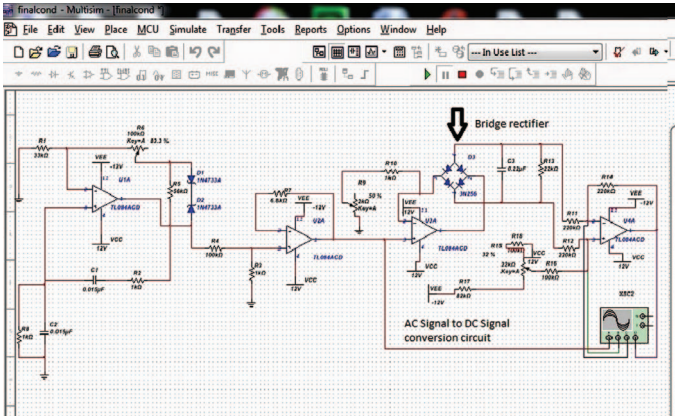 finalcond - Multisim - [finalcond *]
File Edit View Place MCU Simulate Transfer Tools Reports Options Window Help
--- In Use List ---
Bridge rectifier
R1
33kΩ
R6
100kΩ
Key=A
83.3 %
VEE
-12V
U1A
TL084ACD
VCC
12V
D1
1N4733A
D2
1N4733A
R5
C1
0.015µF
R2
1kΩ
C2
0.015µF
R8
1kΩ
R4
100kΩ
R3
1kΩ
R7
VEE
-12V
U2A
TL084ACD
VCC
12V
R9
50 %
2kΩ
Key=A
R10
1kΩ
VEE
12V
TL084ACD
VCC
12V
D3
3N256
C3
0.22µF
R13
22kΩ
R14
220kΩ
R11
220kΩ
R12
220kΩ
VEE
-12V
U4A
TL084ACD
VCC
12V
R18
100kΩ
R15
32 %
22kΩ
Key=A
VCC
12V
R16
100kΩ
R17
82kΩ
VEE
-12V
XSC2
AC Signal to DC Signal
conversion circuit